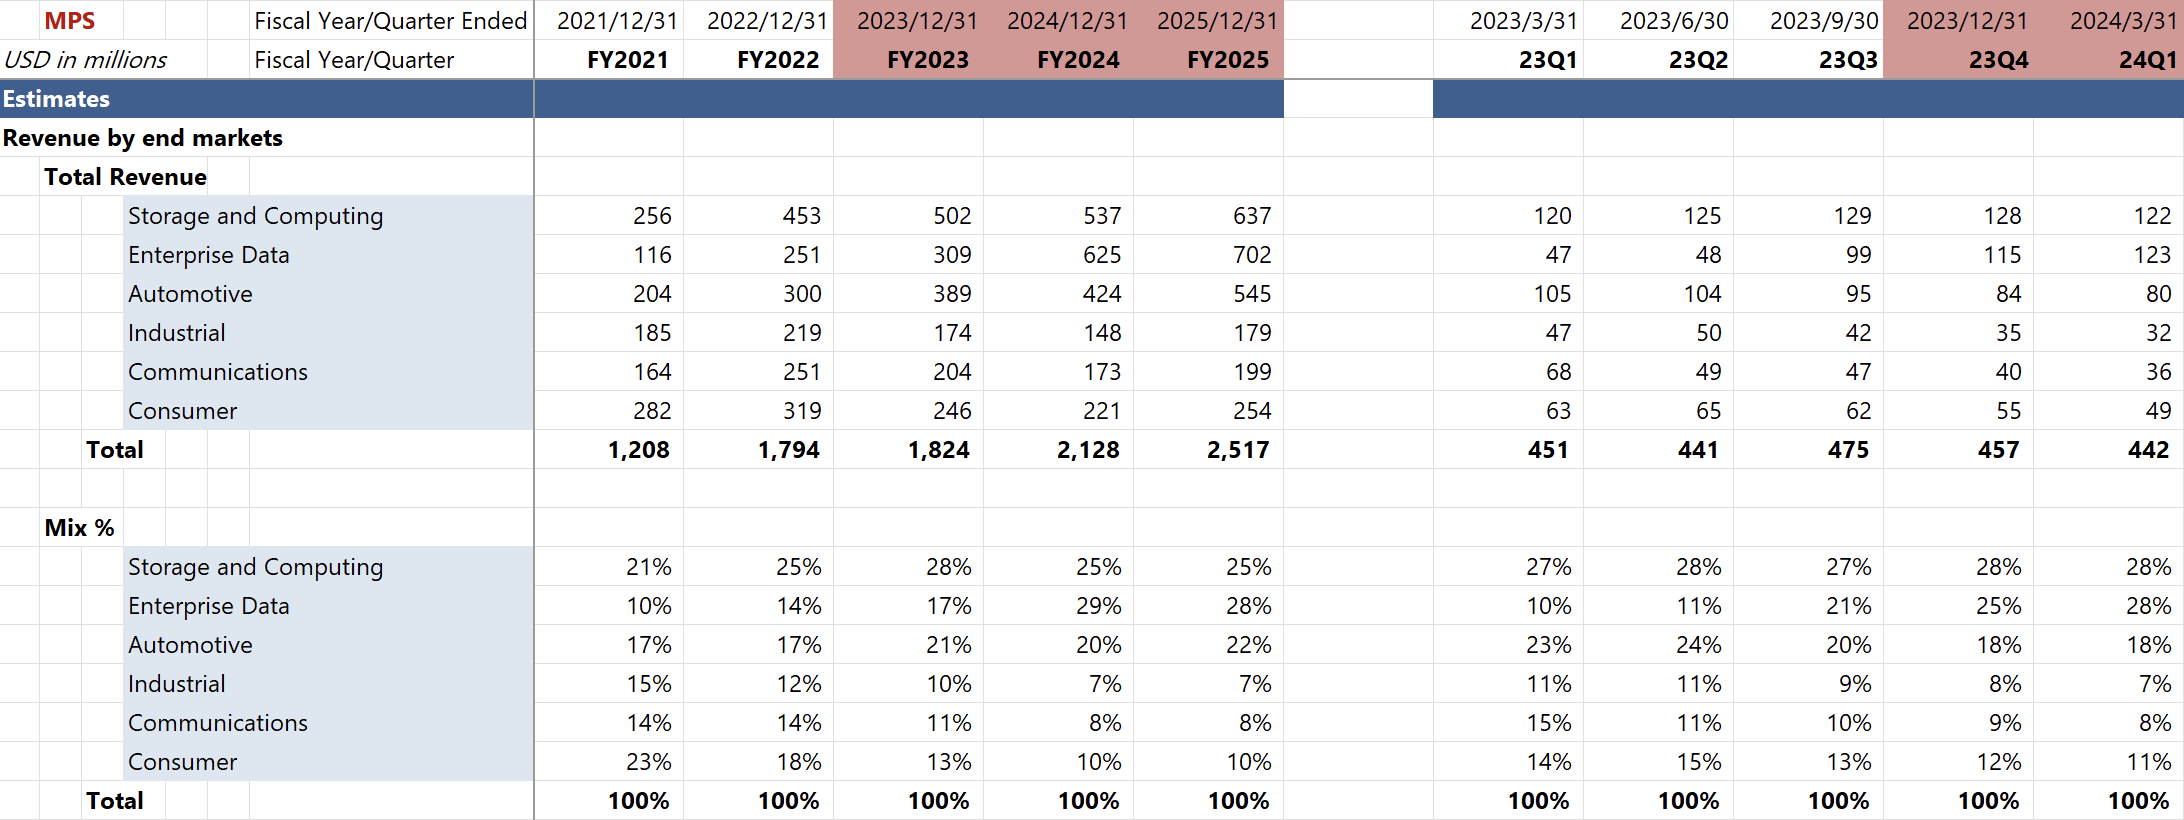 MPS Fiscal Year/Quarter Ended 2021/12/31 2022/12/31 2023/12/31 2024/12/31 2025/12/31 2023/3/31 2023/6/30 2023/9/30 2023/12/31 2024/3/31
USD in millions Fiscal Year/Quarter FY2021 FY2022 FY2023 FY2024 FY2025 23Q1 23Q2 23Q3 23Q4 24Q1
Estimates
Revenue by end markets
Total Revenue
Storage and Computing 256 453 502 537 637 120 125 129 128 122
Enterprise Data 116 251 309 625 702 47 48 99 115 123
Automotive 204 300 389 424 545 105 104 95 84 80
Industrial 185 219 174 148 179 47 50 42 35 32
Communications 164 251 204 173 199 68 49 47 40 36
Consumer 282 319 246 221 254 63 65 62 55 49
Total 1,208 1,794 1,824 2,128 2,517 451 441 475 457 442
Mix %
Storage and Computing 21% 25% 28% 25% 25% 27% 28% 27% 28% 28%
Enterprise Data 10% 14% 17% 29% 28% 10% 11% 21% 25% 28%
Automotive 17% 17% 21% 20% 22% 23% 24% 20% 18% 18%
Industrial 15% 12% 10% 7% 7% 11% 11% 9% 8% 7%
Communications 14% 14% 11% 8% 8% 15% 11% 10% 9% 8%
Consumer 23% 18% 13% 10% 10% 14% 15% 13% 12% 11%
Total 100% 100% 100% 100% 100% 100% 100% 100% 100% 100%